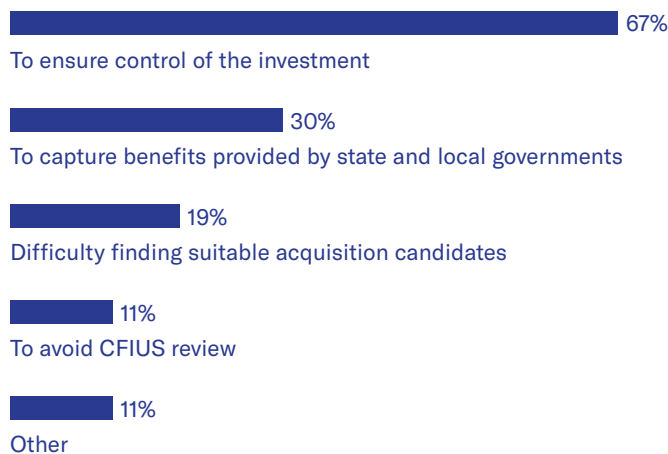 67%
To ensure control of the investment
30%
To capture benefits provided by state and local governments
19%
Difficulty finding suitable acquisition candidates
11%
To avoid CFIUS review
11%
Other